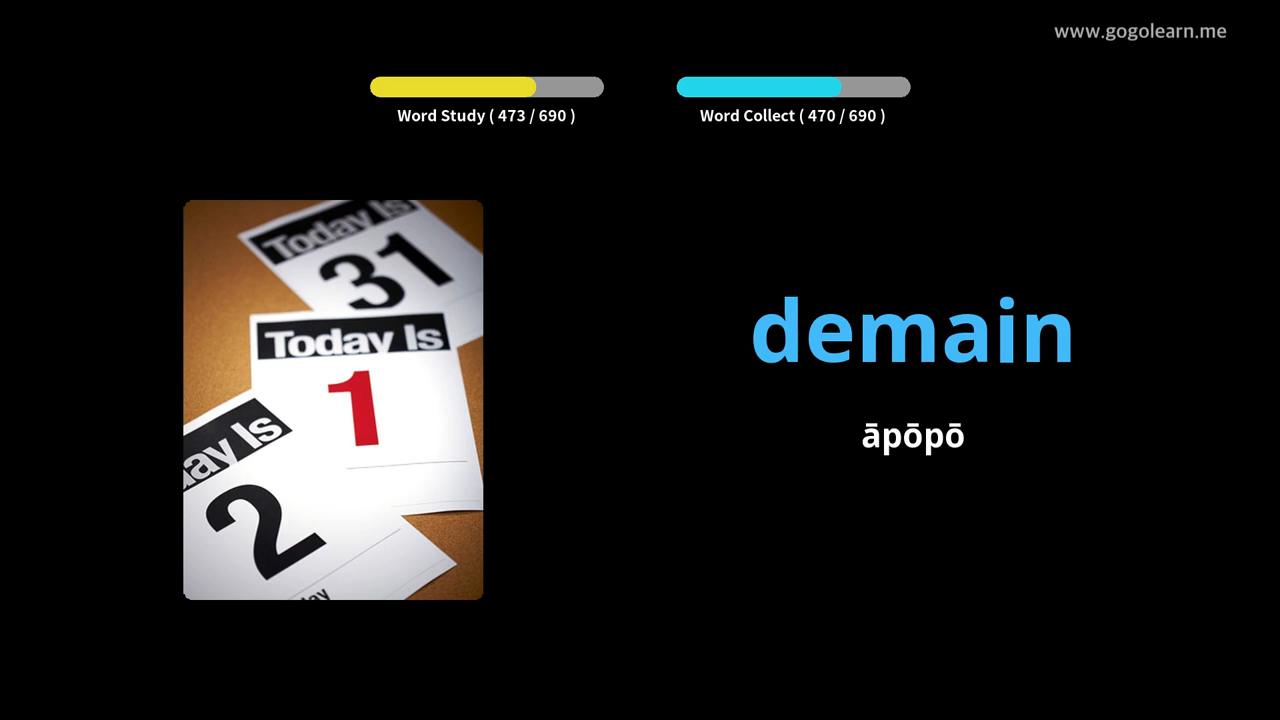 www.gogolearn.me
Word Study ( 473 / 690 )
Word Collect ( 470 / 690 )
Today Is
31
Today Is
1
ay Is
2
demain
āpōpō